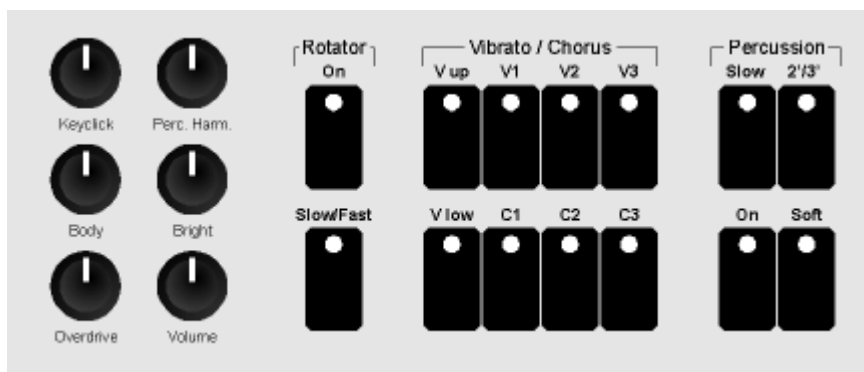 Rotator
Vibrato / Chorus
Percussion
On
V up V1 V2 V3
Slow 2'/3'
Keyclick Perc. Harm.
Slow/Fast
V low C1 C2 C3
On Soft
Body Bright
Overdrive Volume